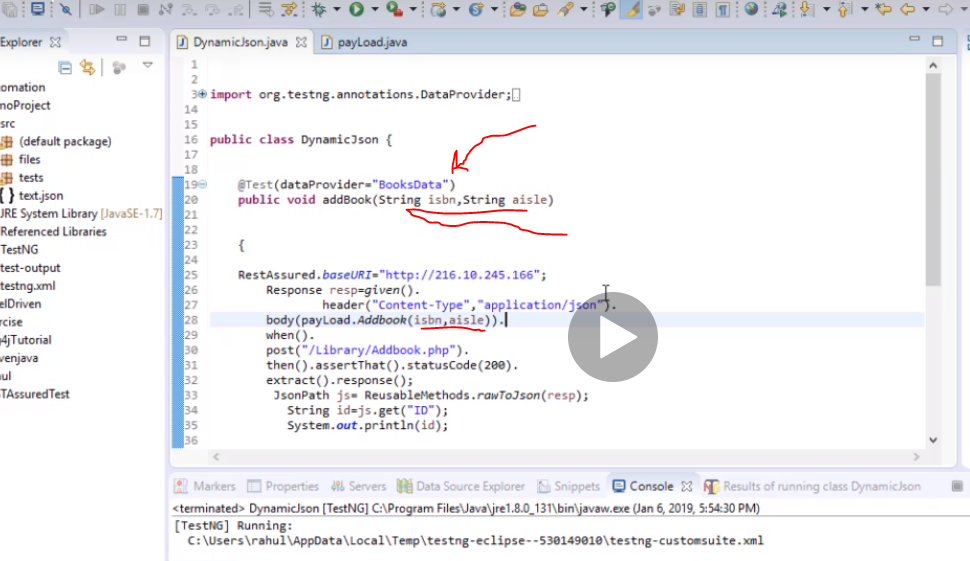 Explorer
DynamicJson.java
payLoad.java
omation
moProject
src
(default package)
files
tests
text.json
JRE System Library [JavaSE-1.7]
Referenced Libraries
TestNG
test-output
testng.xml
elDriven
rcise
g4jTutorial
venjava
ul
STAssuredTest
1
2
3 import org.testng.annotations.DataProvider;
14
15
16 public class DynamicJson {
17
18
19 @Test(dataProvider="BooksData")
20 public void addBook(String isbn,String aisle)
21
22
23 {
24
25 RestAssured.baseURI="http://216.10.245.166";
26 Response resp=given().
27 header("Content-Type","application/json").
28 body(payLoad.Addbook(isbn,aisle)).
29 when().
30 post("/Library/Addbook.php").
31 then().assertThat().statusCode(200).
32 extract().response();
33 JsonPath js= ReusableMethods.rawToJson(resp);
34 String id=js.get("ID");
35 System.out.println(id);
36
Markers Properties Servers Data Source Explorer Snippets Console Results of running class DynamicJson
<terminated> DynamicJson [TestNG] C:\Program Files\Java\jre1.8.0_131\bin\javaw.exe (Jan 6, 2019, 5:54:30 PM)
[TestNG] Running:
C:\Users\rahul\AppData\Local\Temp\testng-eclipse--530149010\testng-customsuite.xml